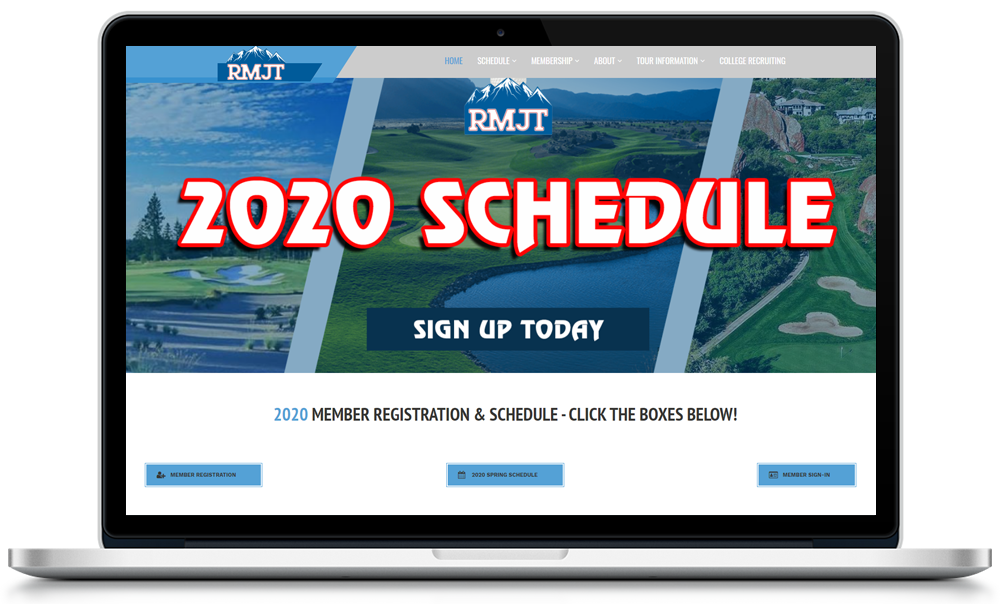 RMJT
HOME SCHEDULE MEMBERSHIP ABOUT TOUR INFORMATION COLLEGE RECRUITING
RMJT
2020 SCHEDULE
SIGN UP TODAY
2020 MEMBER REGISTRATION & SCHEDULE - CLICK THE BOXES BELOW!
MEMBER REGISTRATION
2020 SPRING SCHEDULE
MEMBER SIGN-IN